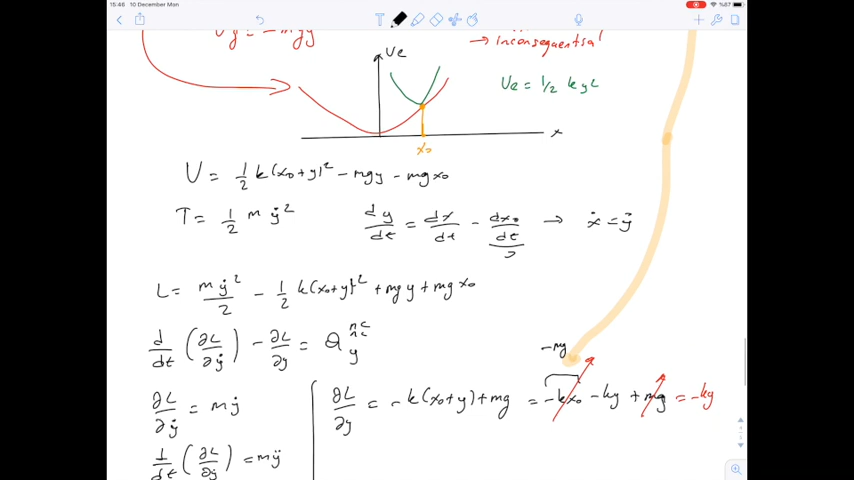 15:46 10 December Mon
%87
Uy = -mgy
→ inconsequential
Ue
Ue = 1/2 ky²
x
x₀
U = 1/2 k(x₀+y)² - mgy - mgx₀
T = 1/2 m ẏ²
dy/dt = dx/dt - dx₀/dt → ẋ = ẏ
L = mẏ²/2 - 1/2 k(x₀+y)² + mgy + mgx₀
d/dt (∂L/∂ẏ) - ∂L/∂y = Q y nc
-mg
∂L/∂ẏ = mẏ
∂L/∂y = -k(x₀+y) + mg = -kx₀ - ky + mg = -ky
d/dt (∂L/∂ẏ) = mÿ